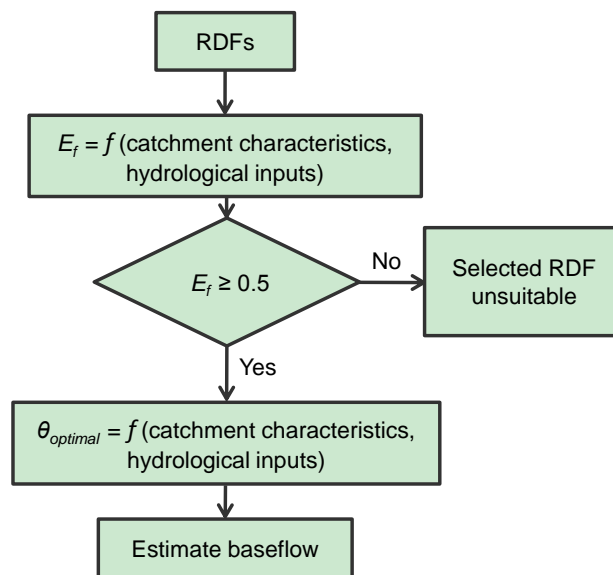 RDFs
E_f = f (catchment characteristics,
hydrological inputs)
E_f ≥ 0.5
No
Selected RDF
unsuitable
Yes
θ_optimal = f (catchment characteristics,
hydrological inputs)
Estimate baseflow